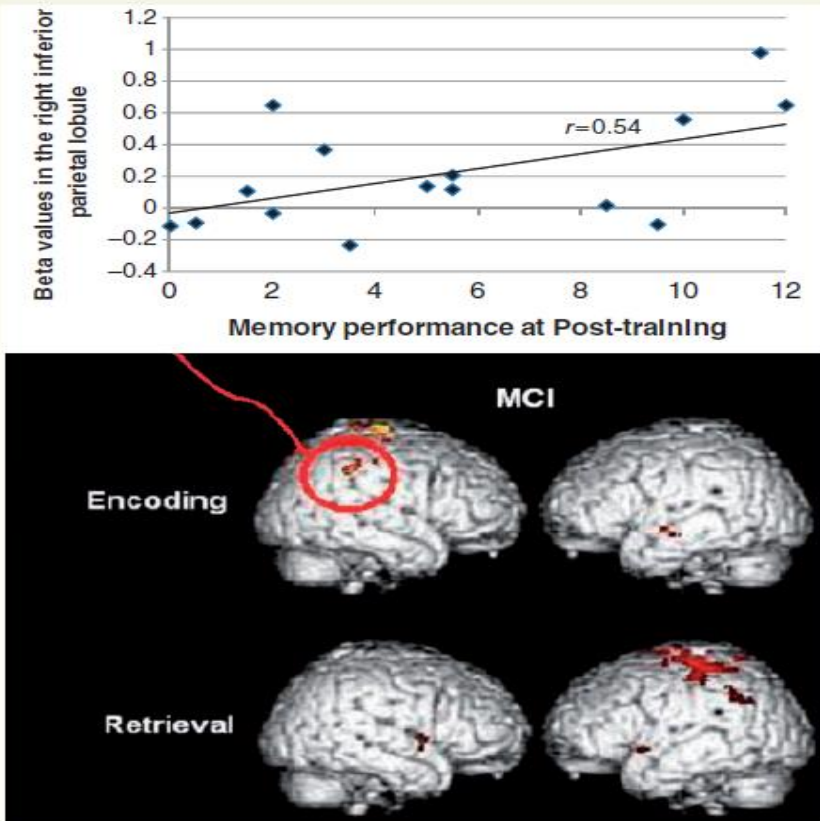 Beta values in the right inferior
parietal lobule
1.2
1
0.8
0.6
0.4
0.2
0
−0.2
−0.4
r=0.54
0 2 4 6 8 10 12
Memory performance at Post-training
MCI
Encoding
Retrieval